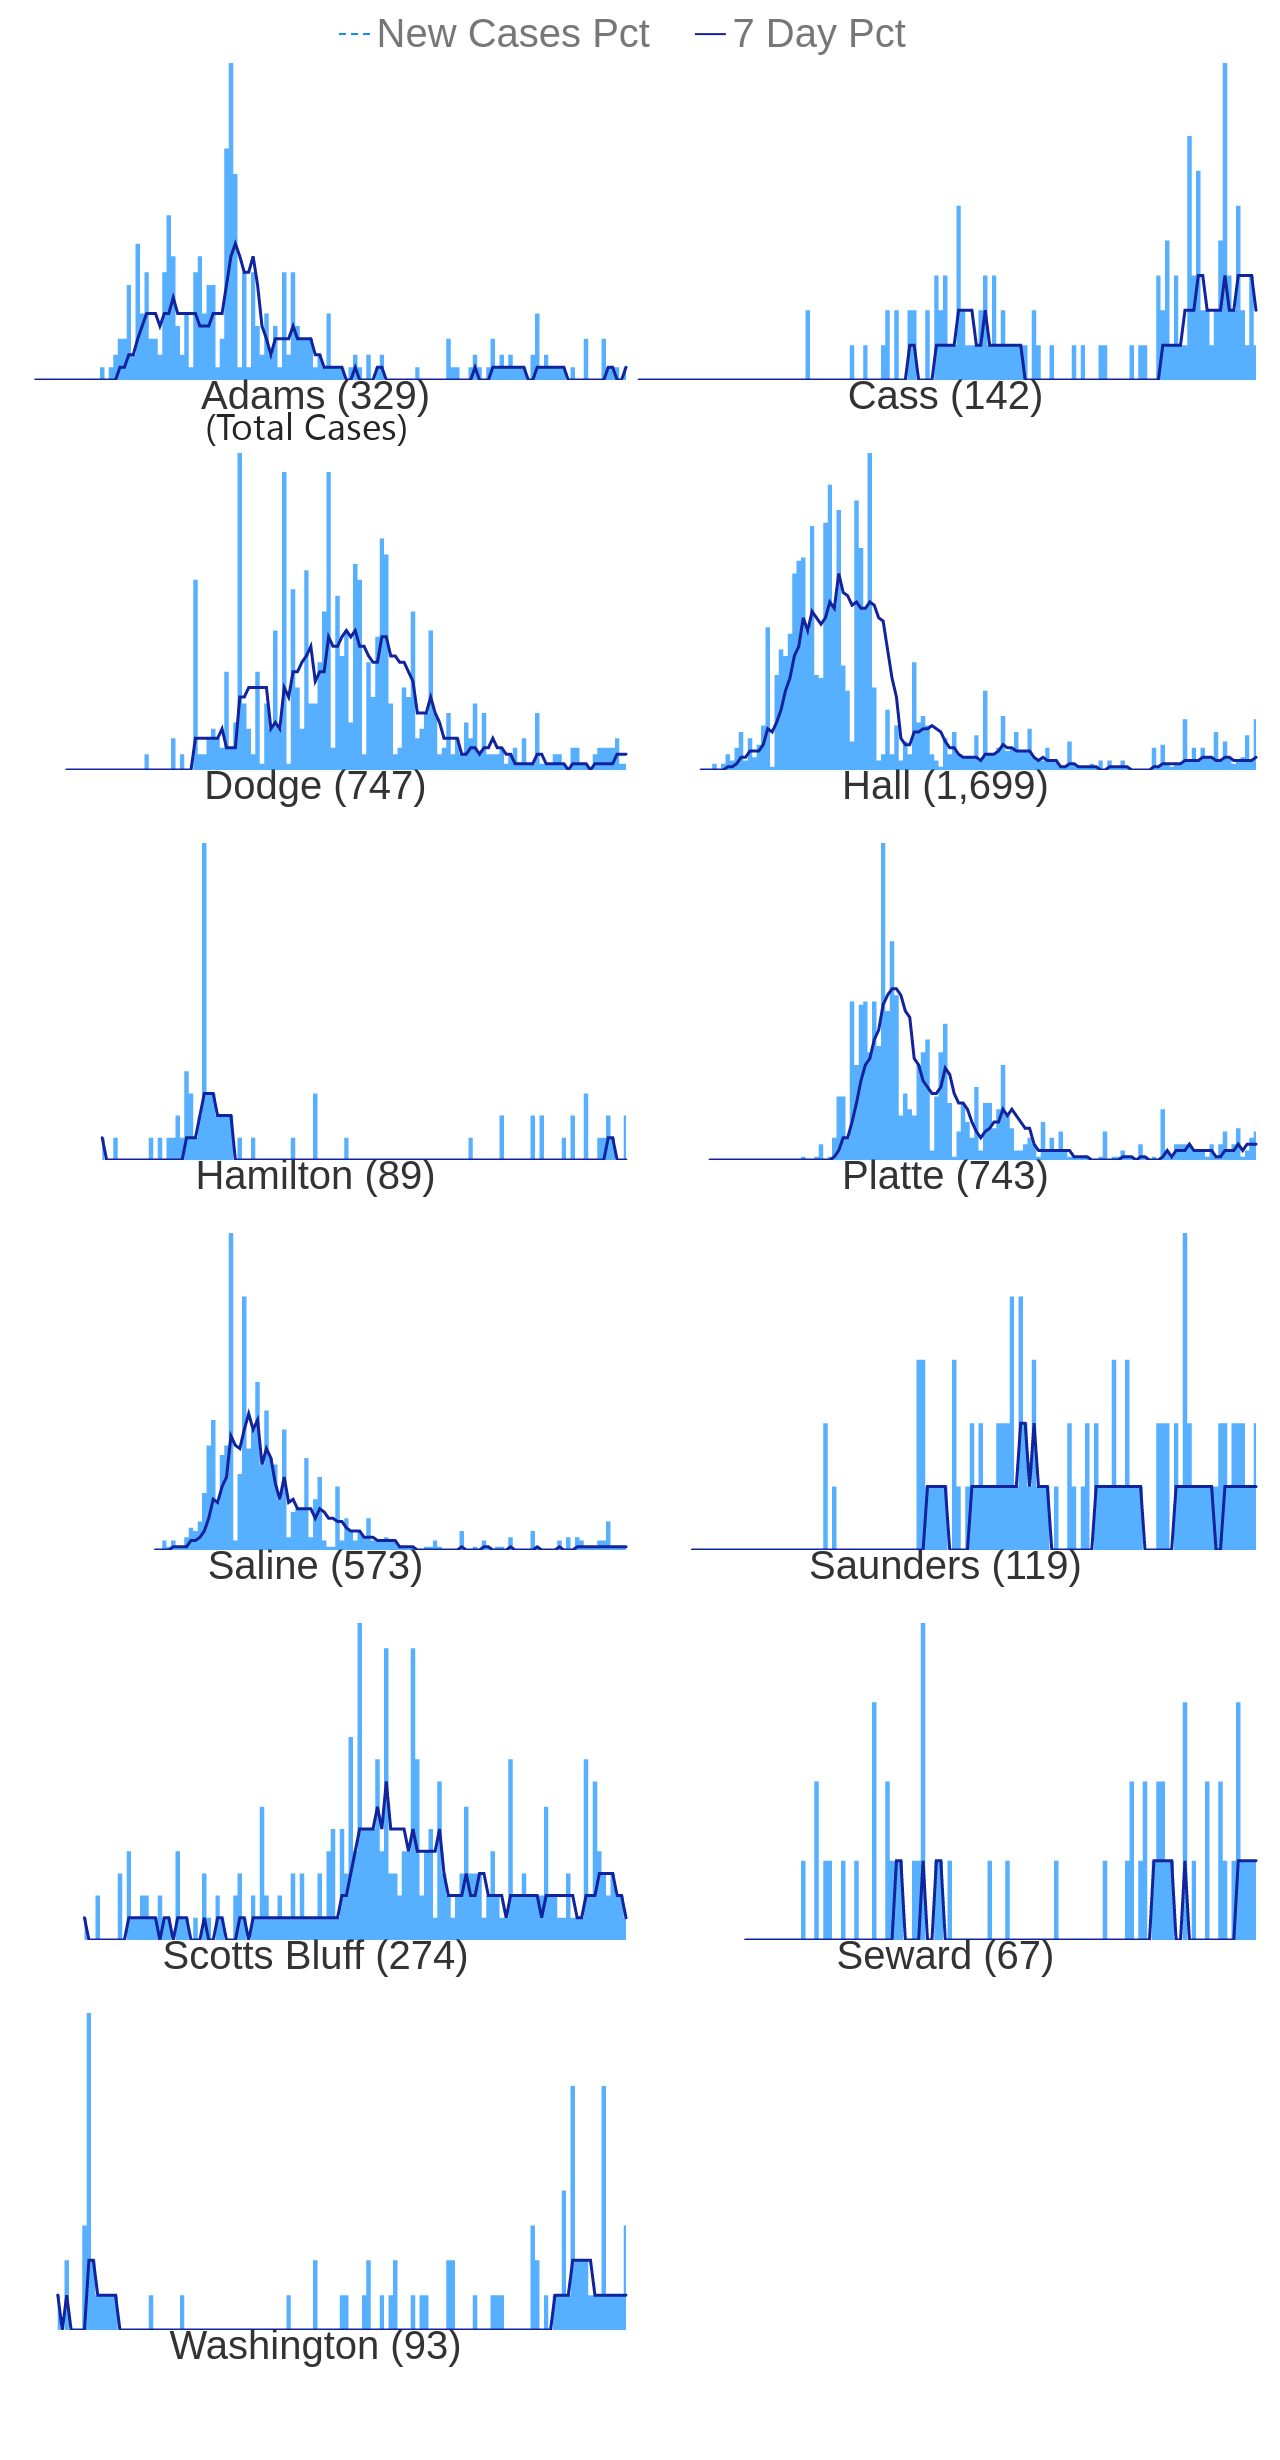 New Cases Pct 7 Day Pct
Adams (329) Cass (142)
(Total Cases)
Dodge (747) Hall (1,699)
Hamilton (89) Platte (743)
Saline (573) Saunders (119)
Scotts Bluff (274) Seward (67)
Washington (93)